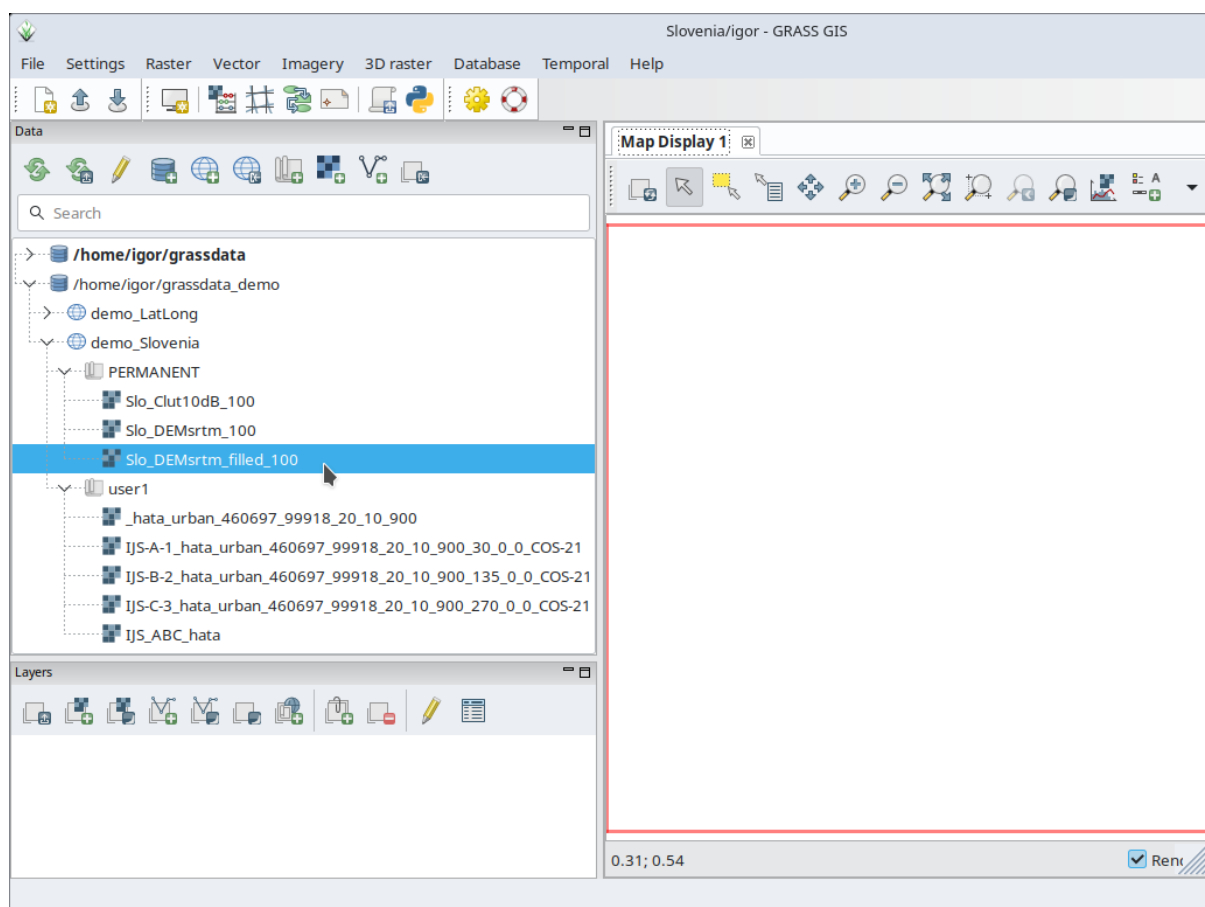 Slovenia/igor - GRASS GIS
File Settings Raster Vector Imagery 3D raster Database Temporal Help
Data
Map Display 1
Search
/home/igor/grassdata
/home/igor/grassdata_demo
demo_LatLong
demo_Slovenia
PERMANENT
Slo_Clut10dB_100
Slo_DEMsrtm_100
Slo_DEMsrtm_filled_100
user1
_hata_urban_460697_99918_20_10_900
IJS-A-1_hata_urban_460697_99918_20_10_900_30_0_0_COS-21
IJS-B-2_hata_urban_460697_99918_20_10_900_135_0_0_COS-21
IJS-C-3_hata_urban_460697_99918_20_10_900_270_0_0_COS-21
IJS_ABC_hata
Layers
0.31; 0.54